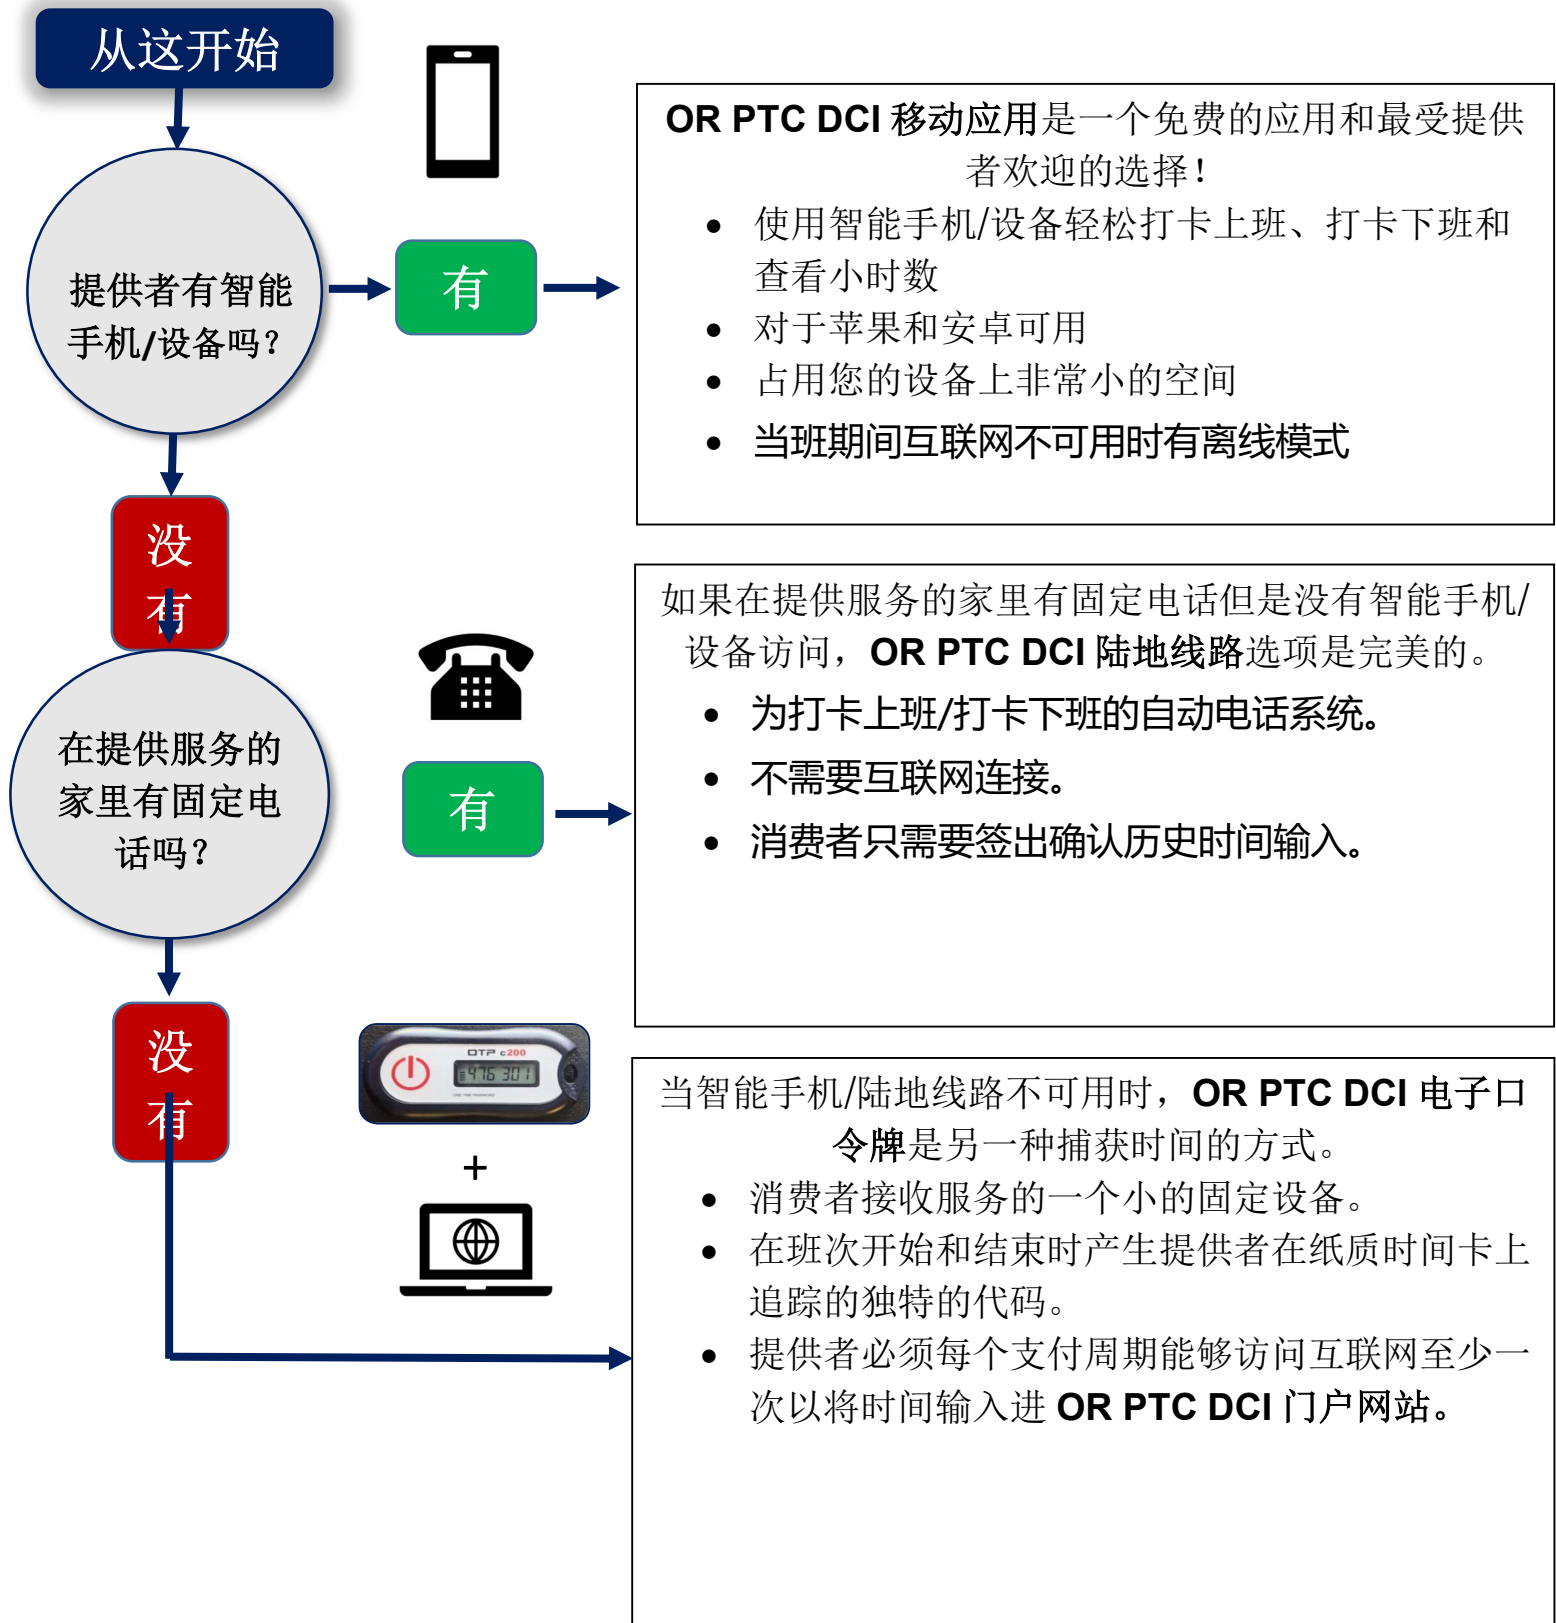 从这开始
提供者有智能
手机/设备吗？
有
OR PTC DCI 移动应用是一个免费的应用和最受提供
者欢迎的选择！
• 使用智能手机/设备轻松打卡上班、打卡下班和
查看小时数
• 对于苹果和安卓可用
• 占用您的设备上非常小的空间
• 当班期间互联网不可用时有离线模式
没
有
在提供服务的
家里有固定电
话吗？
有
如果在提供服务的家里有固定电话但是没有智能手机/
设备访问，OR PTC DCI 陆地线路选项是完美的。
• 为打卡上班/打卡下班的自动电话系统。
• 不需要互联网连接。
• 消费者只需要签出确认历史时间输入。
没
有
OTP c200
476 301
ONE TIME PASSWORD
+
当智能手机/陆地线路不可用时，OR PTC DCI 电子口
令牌是另一种捕获时间的方式。
• 消费者接收服务的一个小的固定设备。
• 在班次开始和结束时产生提供者在纸质时间卡上
追踪的独特的代码。
• 提供者必须每个支付周期能够访问互联网至少一
次以将时间输入进 OR PTC DCI 门户网站。